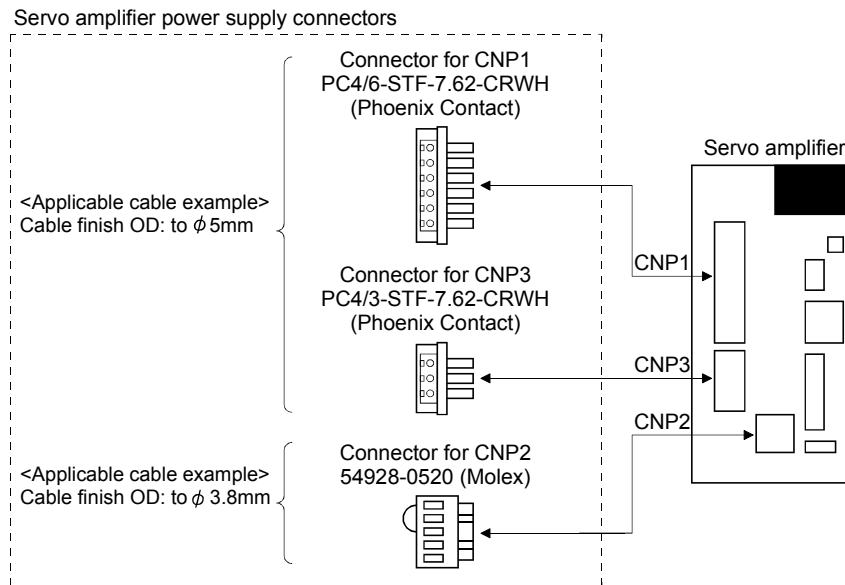 Servo amplifier power supply connectors
Connector for CNP1
PC4/6-STF-7.62-CRWH
(Phoenix Contact)
Servo amplifier
<Applicable cable example>
Cable finish OD: to ϕ5mm
CNP1
Connector for CNP3
PC4/3-STF-7.62-CRWH
(Phoenix Contact)
CNP3
CNP2
Connector for CNP2
54928-0520 (Molex)
<Applicable cable example>
Cable finish OD: to ϕ 3.8mm